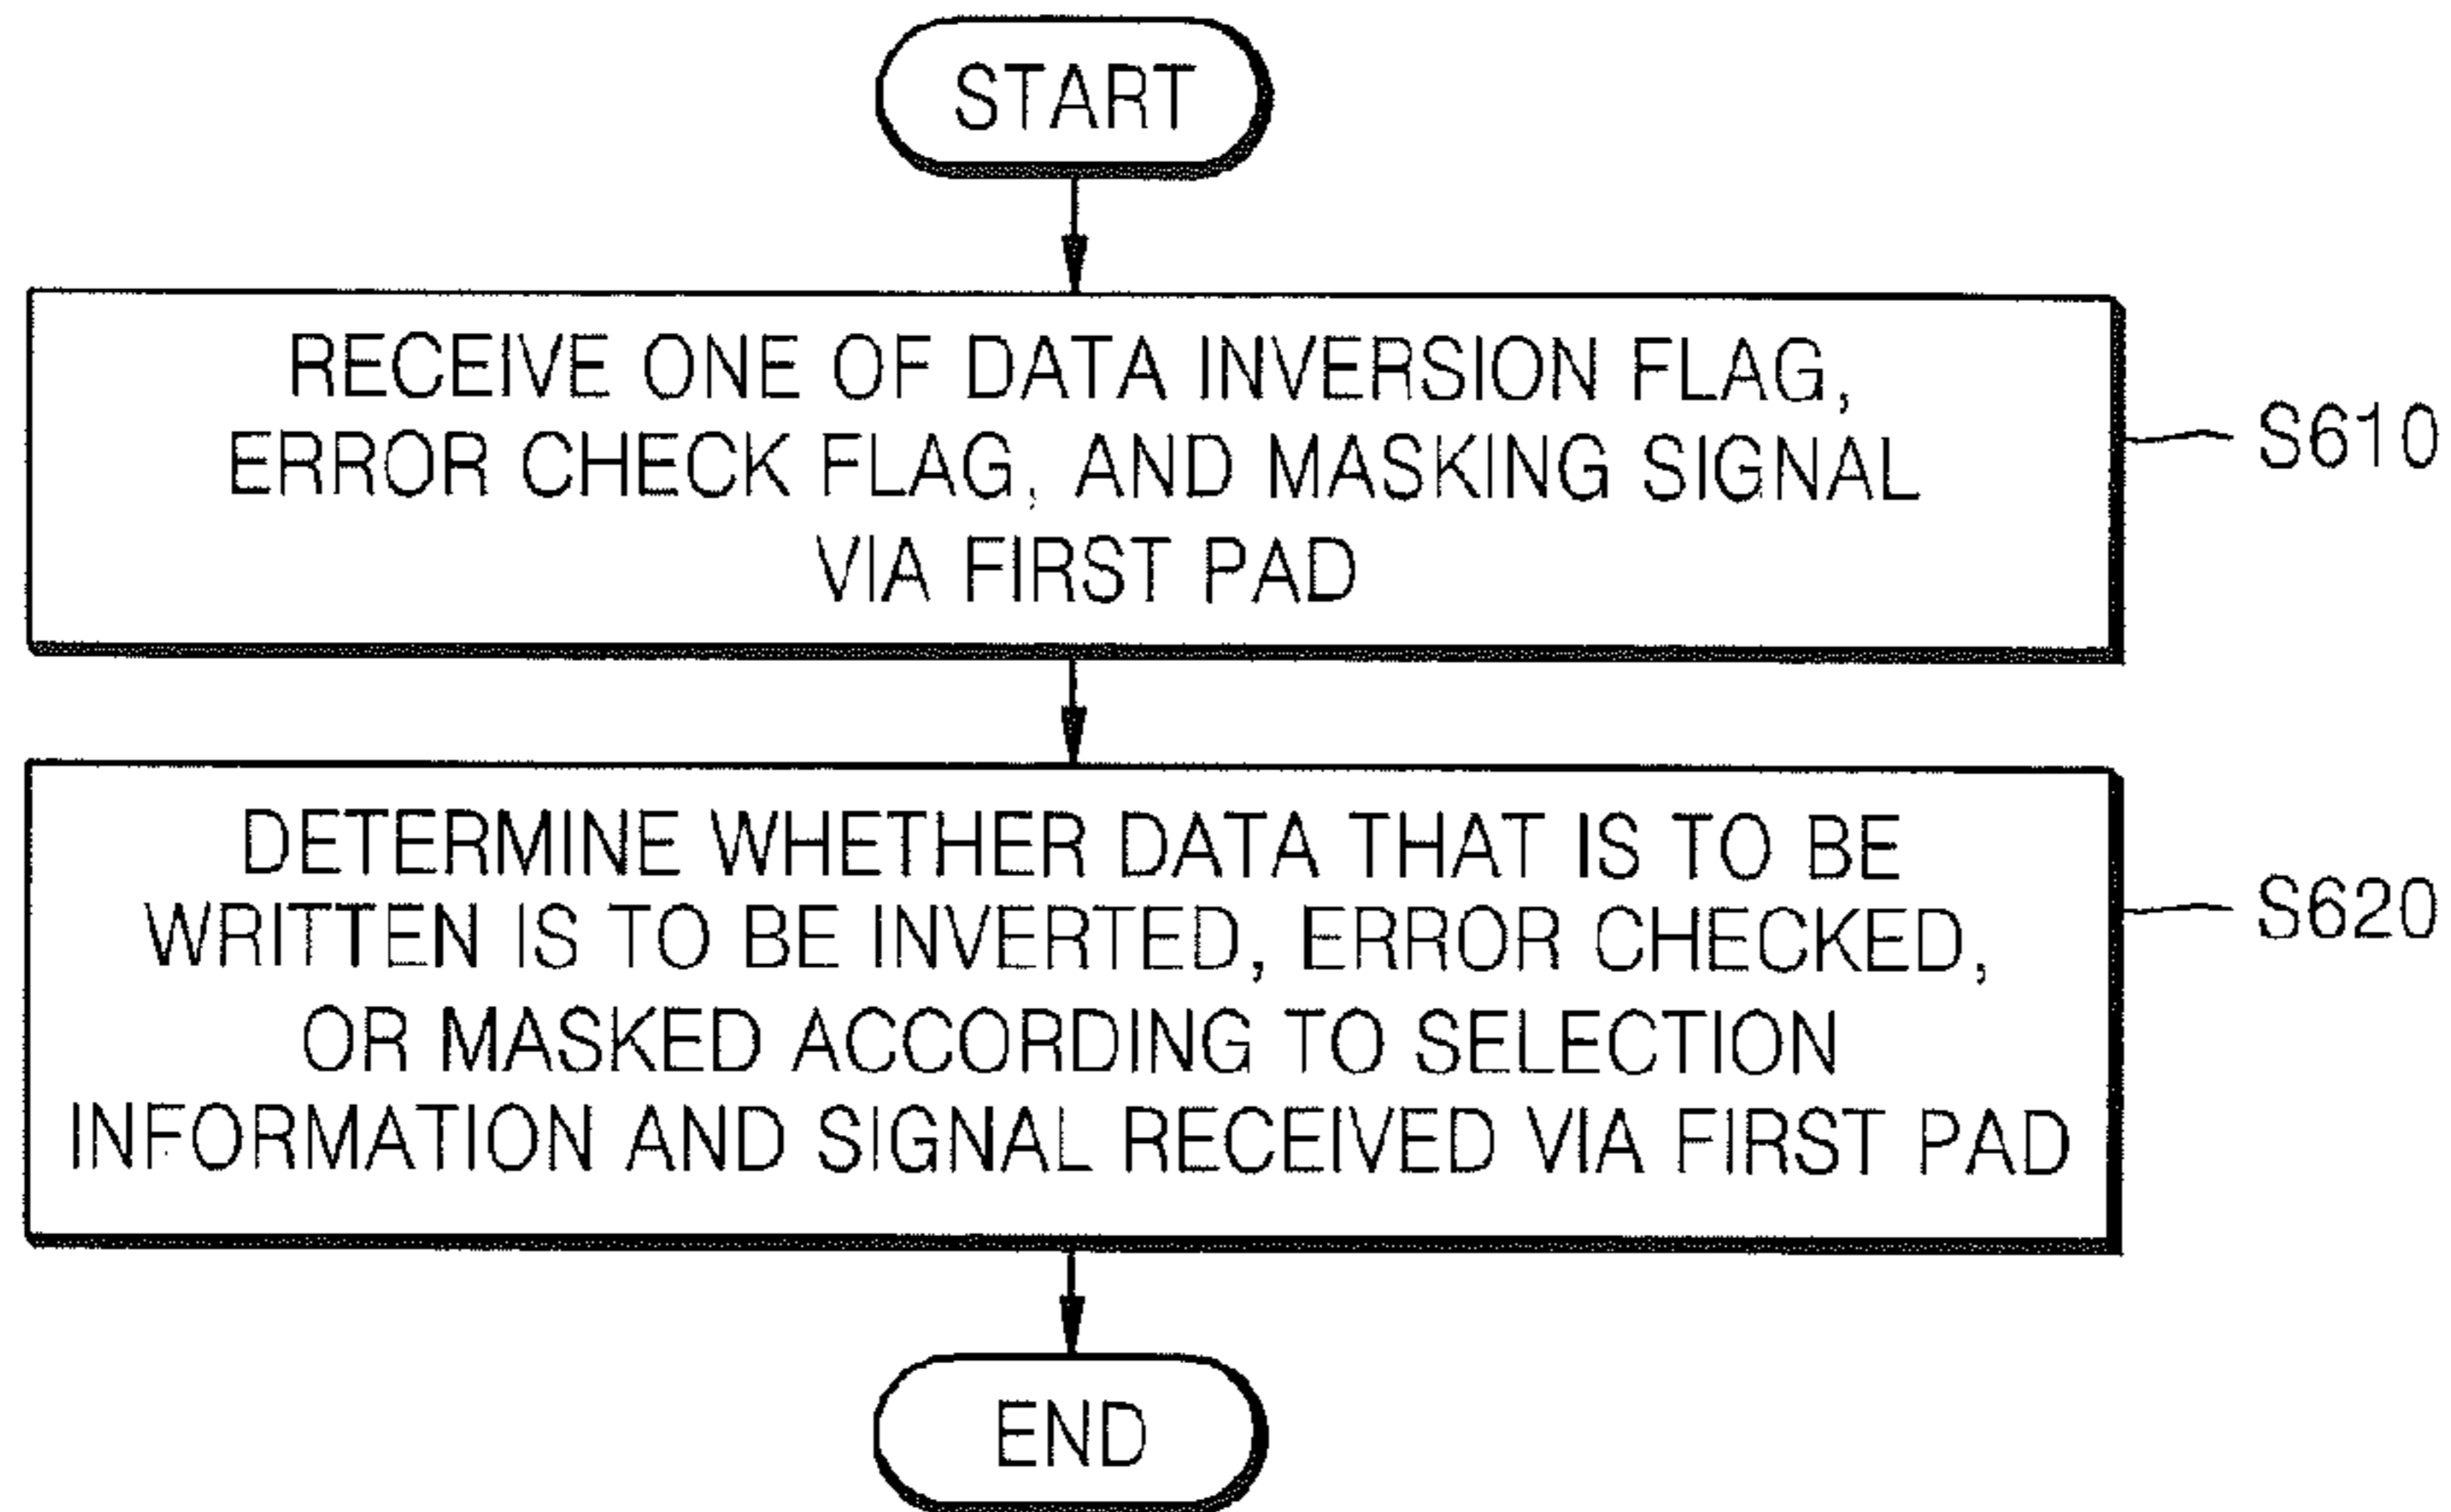 START
RECEIVE ONE OF DATA INVERSION FLAG,
ERROR CHECK FLAG, AND MASKING SIGNAL
VIA FIRST PAD
S610
DETERMINE WHETHER DATA THAT IS TO BE
WRITTEN IS TO BE INVERTED, ERROR CHECKED,
OR MASKED ACCORDING TO SELECTION
INFORMATION AND SIGNAL RECEIVED VIA FIRST PAD
S620
END